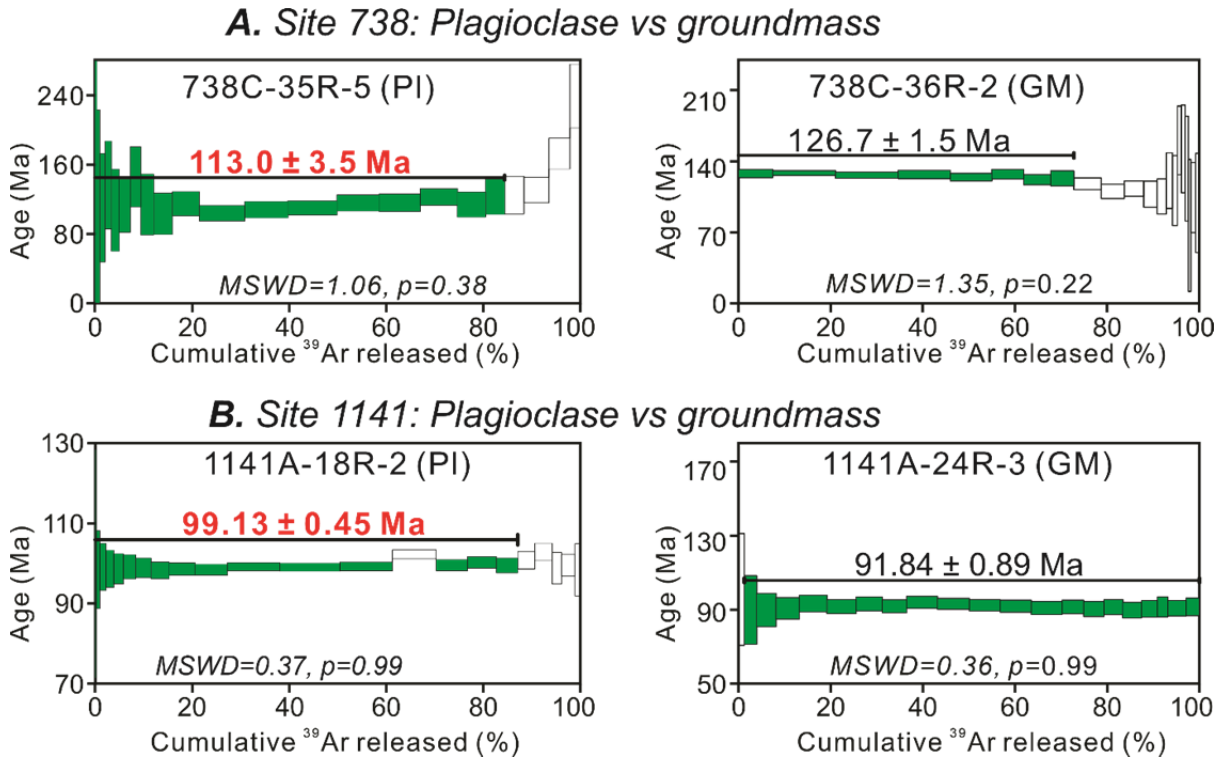 A. Site 738: Plagioclase vs groundmass
738C-35R-5 (Pl)
113.0 ± 3.5 Ma
MSWD=1.06, p=0.38
Age (Ma)
240
160
80
0
0 20 40 60 80 100
Cumulative ³⁹Ar released (%)
738C-36R-2 (GM)
126.7 ± 1.5 Ma
MSWD=1.35, p=0.22
Age (Ma)
210
140
70
0
0 20 40 60 80 100
Cumulative ³⁹Ar released (%)
B. Site 1141: Plagioclase vs groundmass
1141A-18R-2 (Pl)
99.13 ± 0.45 Ma
MSWD=0.37, p=0.99
Age (Ma)
130
110
90
70
0 20 40 60 80 100
Cumulative ³⁹Ar released (%)
1141A-24R-3 (GM)
91.84 ± 0.89 Ma
MSWD=0.36, p=0.99
Age (Ma)
170
130
90
50
0 20 40 60 80 100
Cumulative ³⁹Ar released (%)